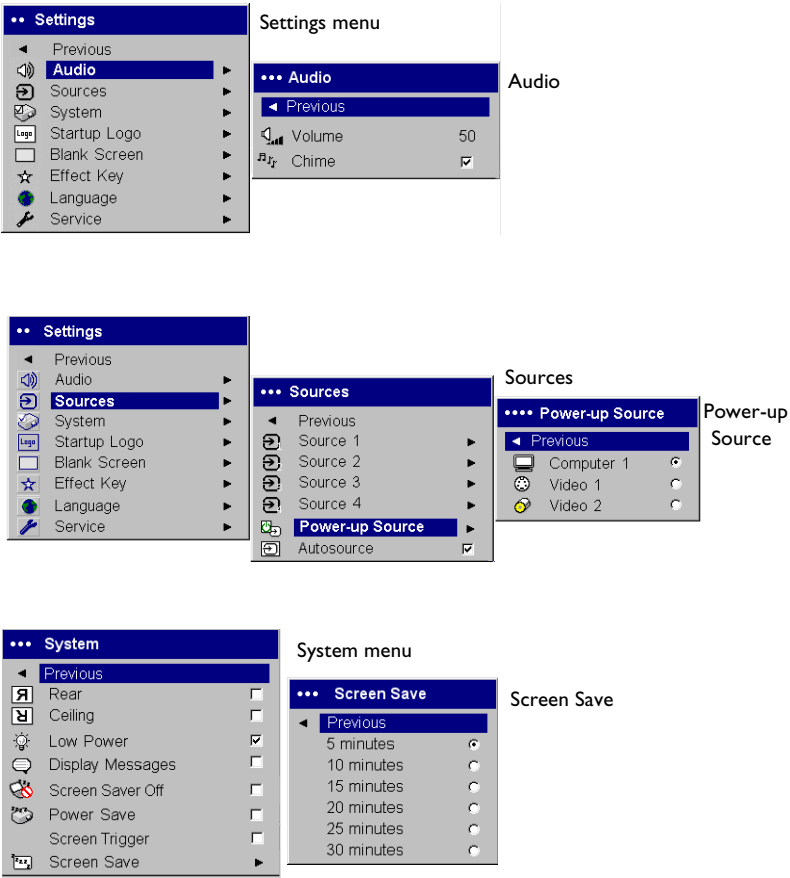 Settings
Settings menu
Previous
Audio
Sources
System
Logo Startup Logo
Blank Screen
Effect Key
Language
Service
Audio
Audio
Previous
Volume 50
Chime
Settings
Previous
Audio
Sources
System
Logo Startup Logo
Blank Screen
Effect Key
Language
Service
Sources
Sources
Previous
Source 1
Source 2
Source 3
Source 4
Power-up Source
Autosource
Power-up Source
Power-up
Source
Previous
Computer 1
Video 1
Video 2
System
System menu
Previous
R Rear
R Ceiling
Low Power
Display Messages
Screen Saver Off
Power Save
Screen Trigger
Screen Save
Screen Save
Screen Save
Previous
5 minutes
10 minutes
15 minutes
20 minutes
25 minutes
30 minutes